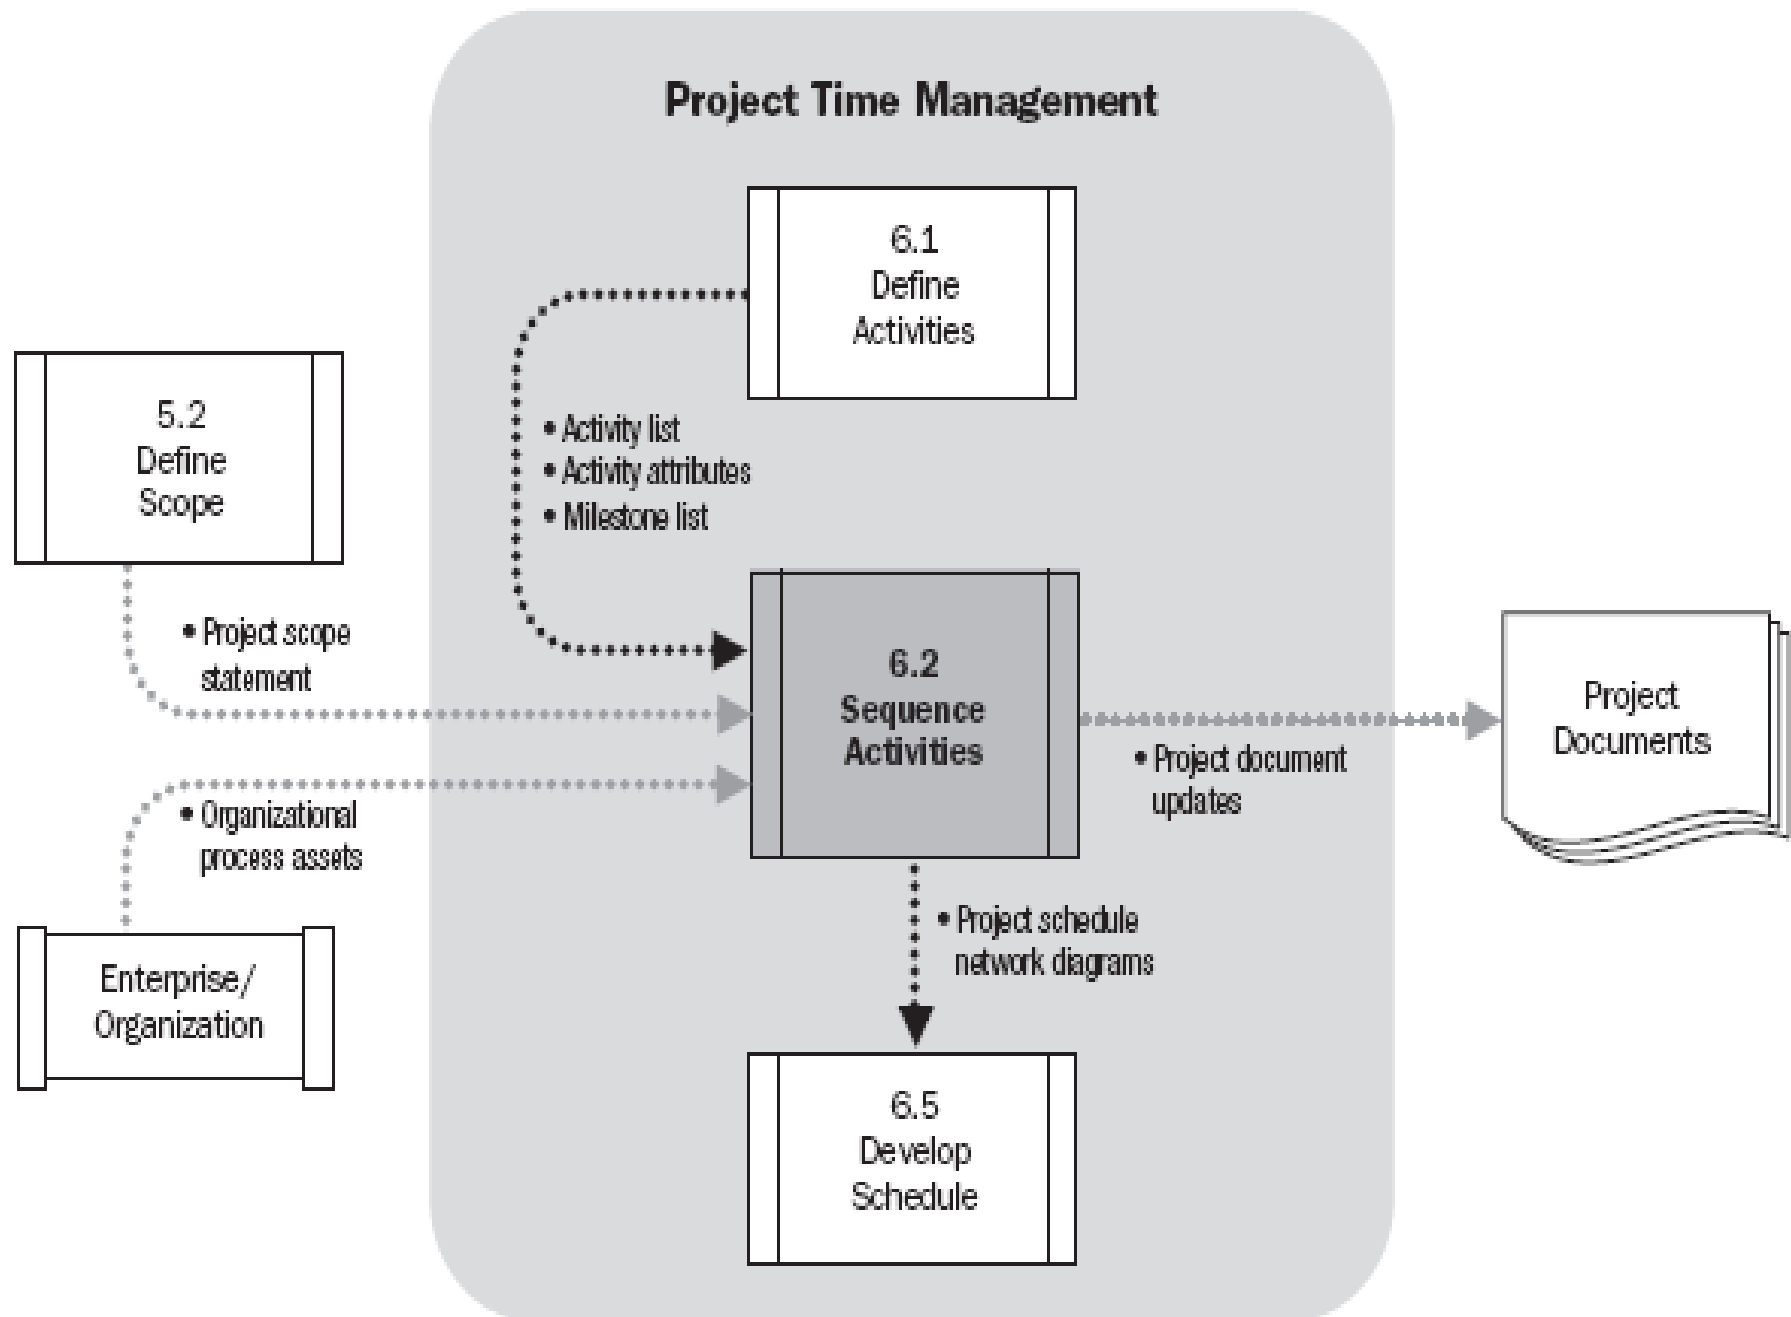 Project Time Management
6.1
Define
Activities
5.2
Define
Scope
• Activity list
• Activity attributes
• Milestone list
• Project scope
statement
6.2
Sequence
Activities
Project
Documents
• Project document
updates
• Organizational
process assets
• Project schedule
network diagrams
Enterprise/
Organization
6.5
Develop
Schedule